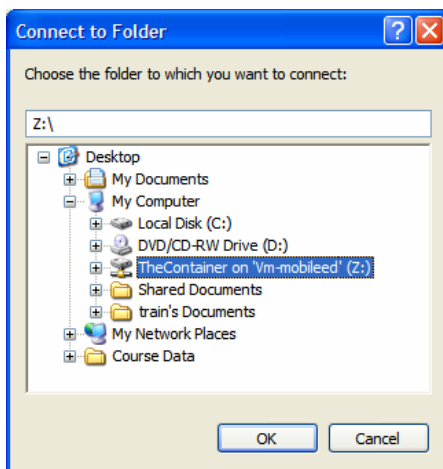 Connect to Folder
Choose the folder to which you want to connect:
Z:\
Desktop
My Documents
My Computer
Local Disk (C:)
DVD/CD-RW Drive (D:)
TheContainer on 'Vm-mobileed' (Z:)
Shared Documents
train's Documents
My Network Places
Course Data
OK Cancel